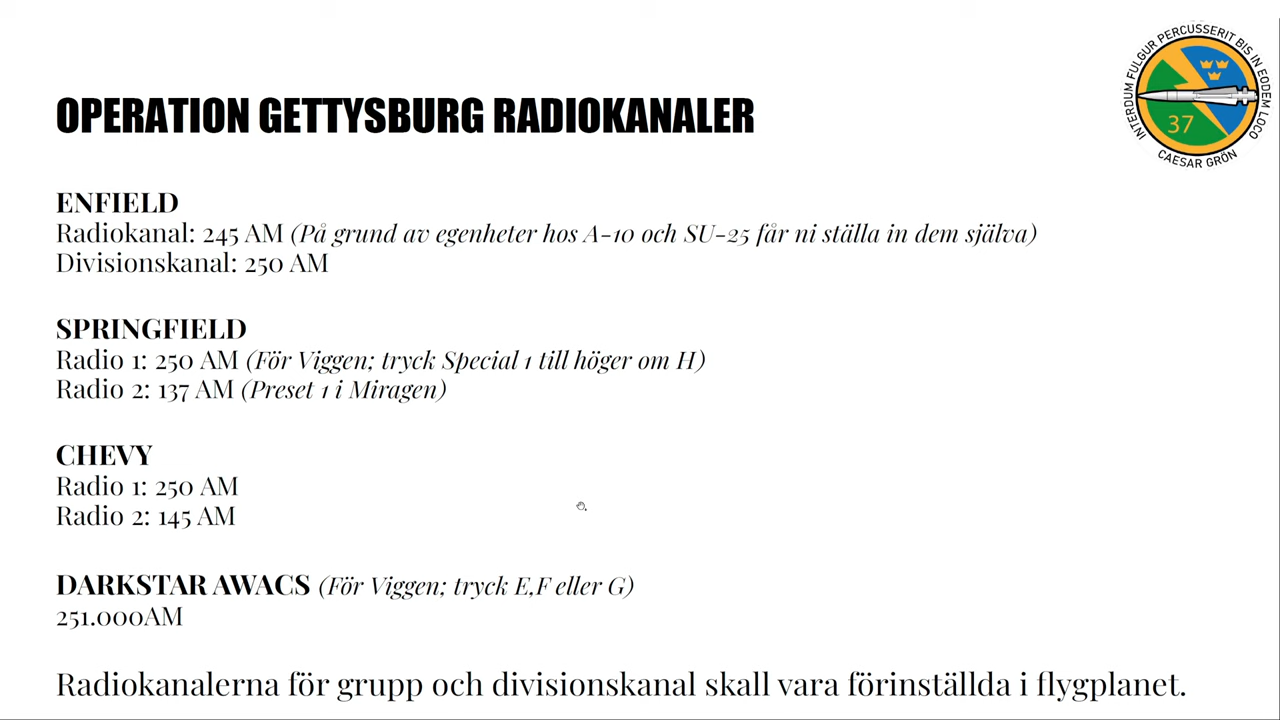 OPERATION GETTYSBURG RADIOKANALER
INTERDUM FULGUR PERCUSSERIT BIS IN EODEM LOCO
37
CAESAR GRÖN
ENFIELD
Radiokanal: 245 AM (På grund av egenheter hos A-10 och SU-25 får ni ställa in dem själva)
Divisionskanal: 250 AM
SPRINGFIELD
Radio 1: 250 AM (För Viggen; tryck Special 1 till höger om H)
Radio 2: 137 AM (Preset 1 i Miragen)
CHEVY
Radio 1: 250 AM
Radio 2: 145 AM
DARKSTAR AWACS (För Viggen; tryck E,F eller G)
251.000AM
Radiokanalerna för grupp och divisionskanal skall vara förinställda i flygplanet.